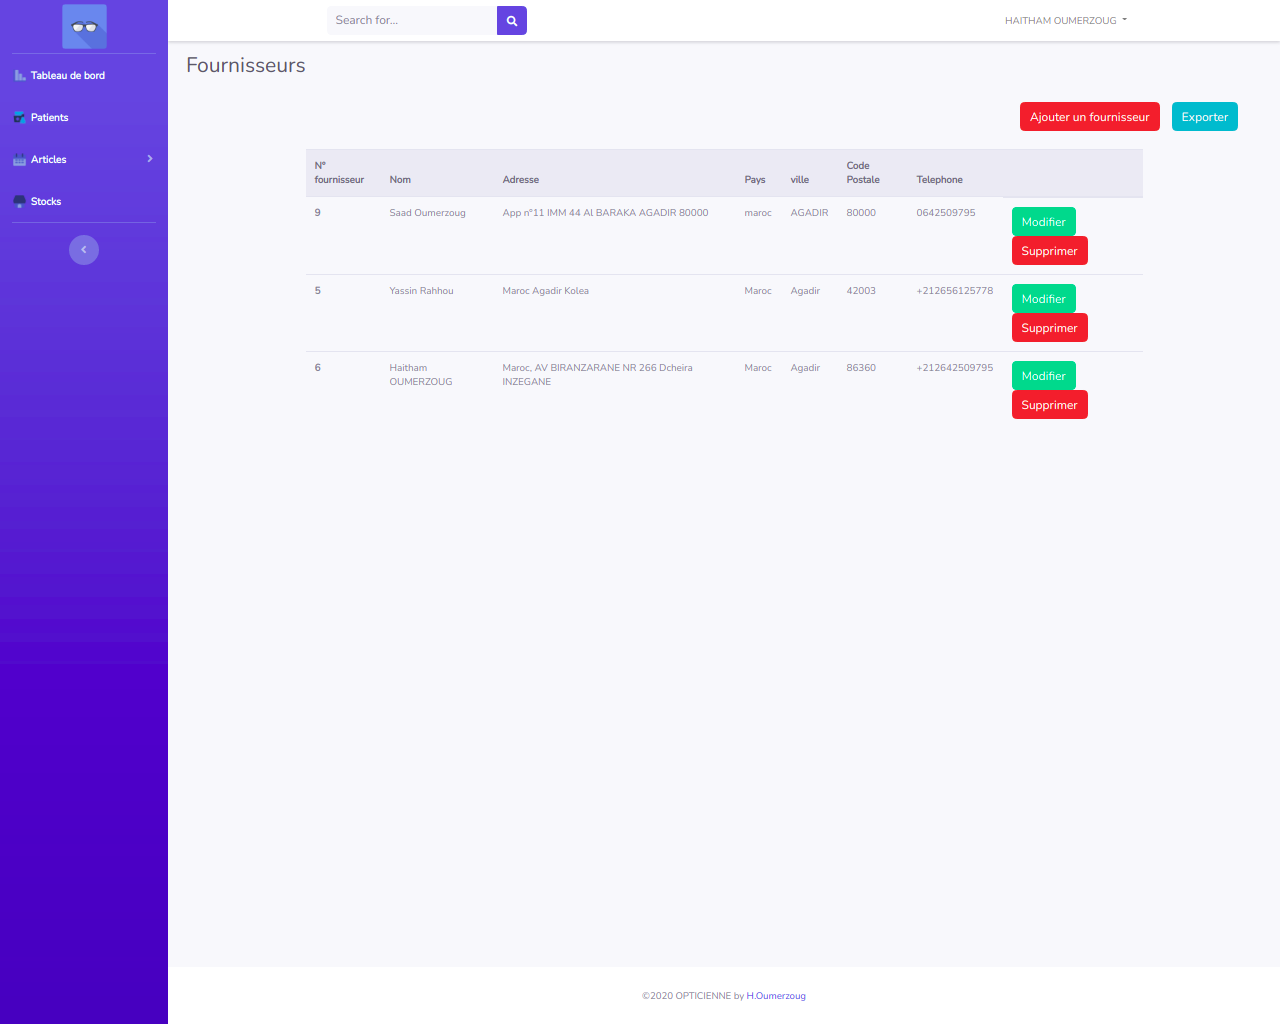 Search for...
HAITHAM OUMERZOUG
Tableau de bord
Patients
Articles
Stocks
Fournisseurs
Ajouter un fournisseur
Exporter
N° fournisseur Nom Adresse Pays ville Code Postale Telephone
9 Saad Oumerzoug App n°11 IMM 44 Al BARAKA AGADIR 80000 maroc AGADIR 80000 0642509795
Modifier
Supprimer
5 Yassin Rahhou Maroc Agadir Kolea Maroc Agadir 42003 +212656125778
Modifier
Supprimer
6 Haitham OUMERZOUG Maroc, AV BIRANZARANE NR 266 Dcheira INZEGANE Maroc Agadir 86360 +212642509795
Modifier
Supprimer
©2020 OPTICIENNE by H.Oumerzoug